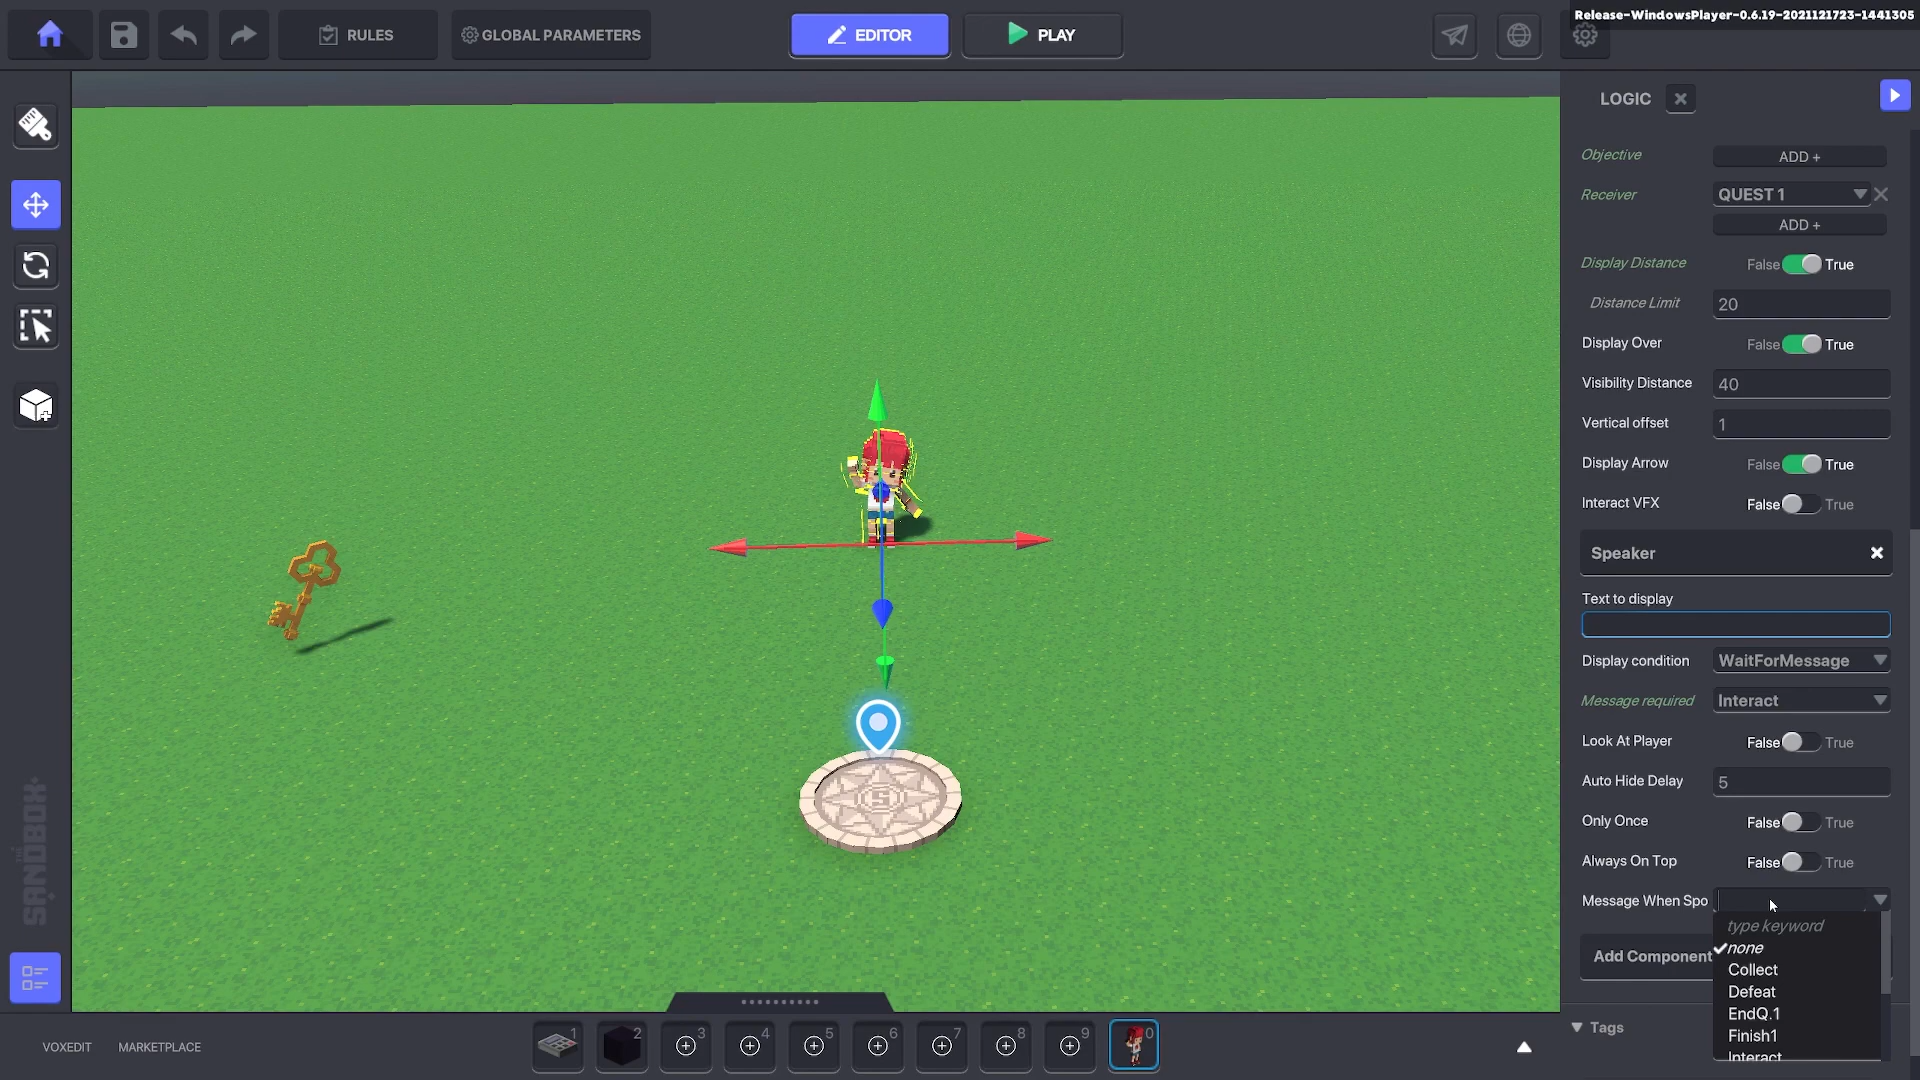 Release-WindowsPlayer-0.6.19-2021121723-1441305
RULES
GLOBAL PARAMETERS
EDITOR
PLAY
LOGIC
Objective
ADD +
Receiver
QUEST 1
ADD +
Display Distance
False True
Distance Limit
20
Display Over
False True
Visibility Distance
40
Vertical offset
1
Display Arrow
False True
Interact VFX
False True
Speaker
Text to display
Display condition
WaitForMessage
Message required
Interact
Look At Player
False True
Auto Hide Delay
5
Only Once
False True
Always On Top
False True
Message When Spo
type keyword
none
Collect
Defeat
EndQ.1
Finish1
Interact
Add Component
Tags
THE SANDBOX
VOXEDIT
MARKETPLACE
1
2
3
4
5
6
7
8
9
0